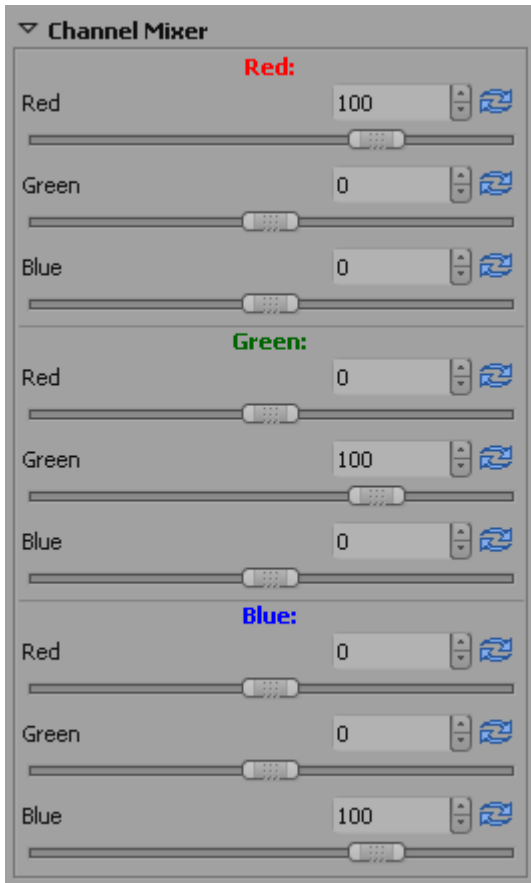 Channel Mixer
Red:
Red 100
Green 0
Blue 0
Green:
Red 0
Green 100
Blue 0
Blue:
Red 0
Green 0
Blue 100